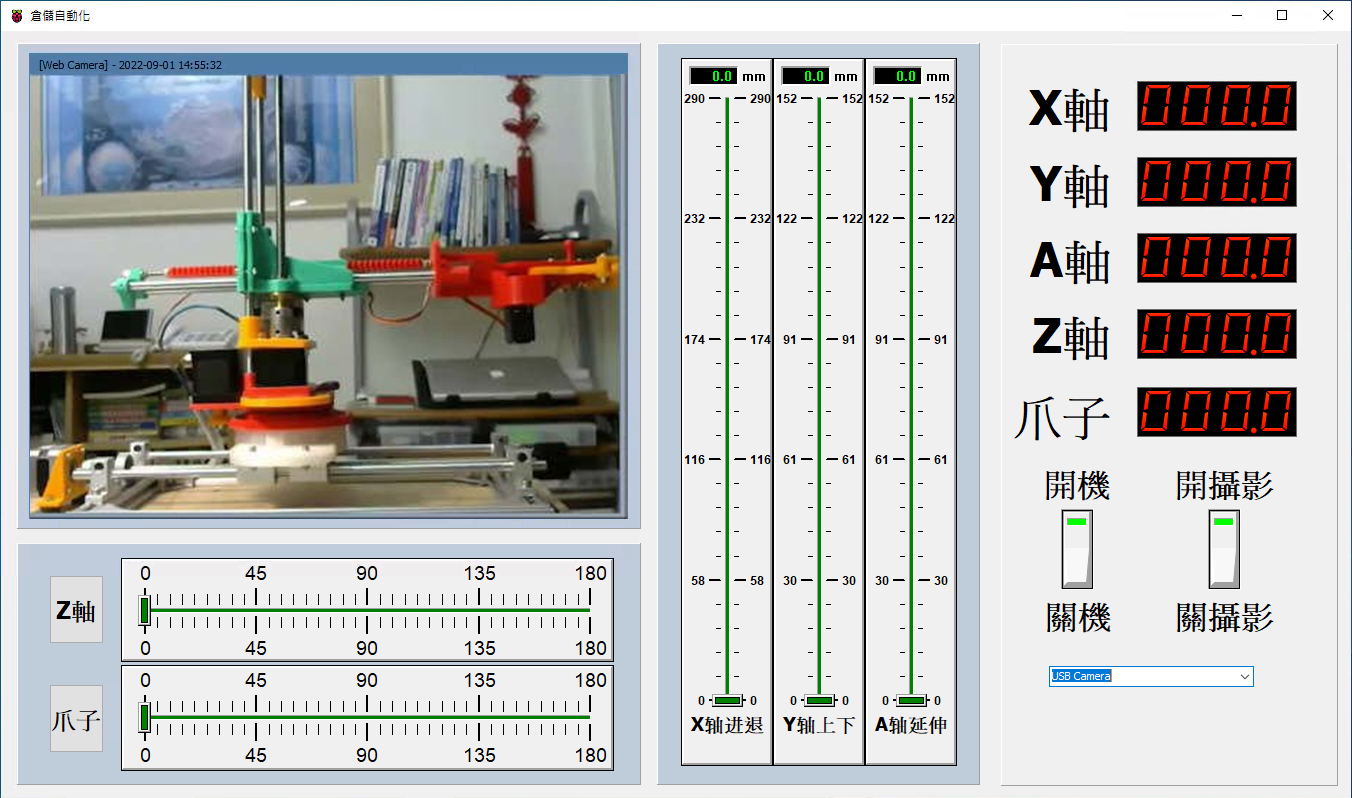 倉儲自動化
[Web Camera] - 2022-09-01 14:55:32
Z軸
0 45 90 135 180
0 45 90 135 180
爪子
0 45 90 135 180
0 45 90 135 180
0.0 mm 0.0 mm 0.0 mm
290 290 152 152 152 152
232 232 122 122 122 122
174 174 91 91 91 91
116 116 61 61 61 61
58 58 30 30 30 30
0 0 0 0 0 0
X轴进退 Y轴上下 A轴延伸
X軸 000.0
Y軸 000.0
A軸 000.0
Z軸 000.0
爪子 000.0
開機 開攝影
關機 關攝影
USB Camera